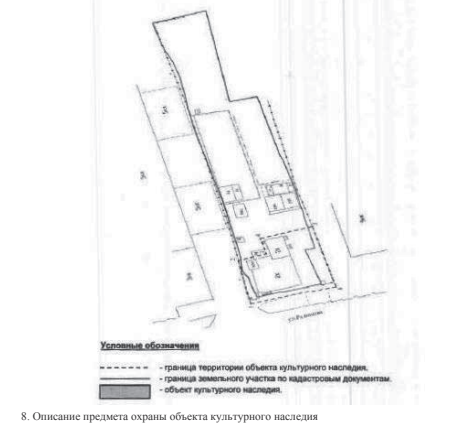 Условные обозначения
- граница территории объекта культурного наследия.
- граница земельного участка по кадастровым документам.
- объект культурного наследия.
8. Описание предмета охраны объекта культурного наследия